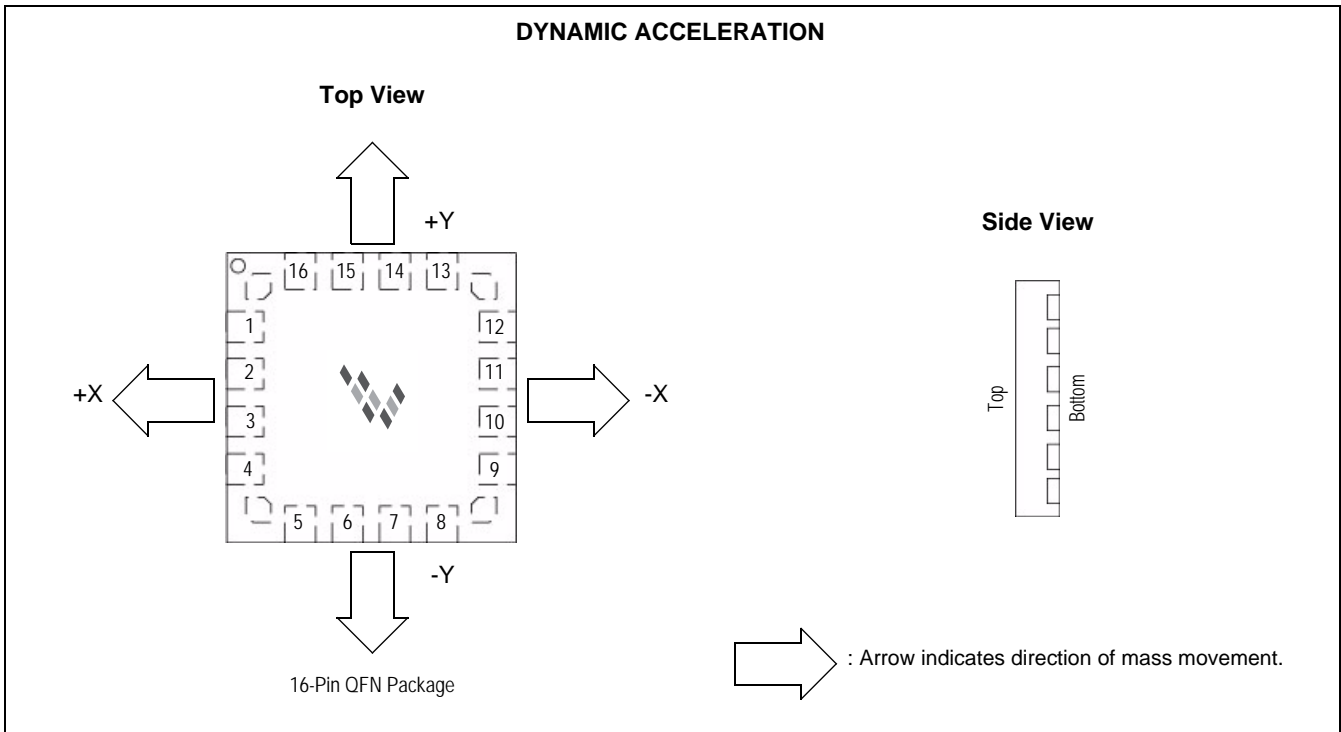 DYNAMIC ACCELERATION
Top View
+Y
Side View
16 15 14 13
1
2
3
4
12
11
10
9
+X
-X
5 6 7 8
-Y
Top
Bottom
16-Pin QFN Package
: Arrow indicates direction of mass movement.